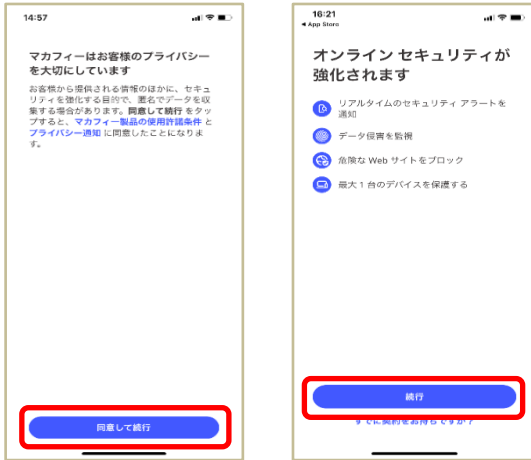 14:57
マカフィーはお客様のプライバシー
を大切にしています
お客様から提供される情報のほかに、セキュ
リティを強化する目的で、匿名でデータを収
集する場合があります。同意して続行 をタッ
プすると、マカフィー製品の使用許諾条件 と
プライバシー通知 に同意したことになりま
す。
同意して続行
16:21
App Store
オンライン セキュリティが
強化されます
リアルタイムのセキュリティ アラートを
通知
データ侵害を監視
危険な Web サイトをブロック
最大 1 台のデバイスを保護する
続行
すでに契約をお持ちですか？